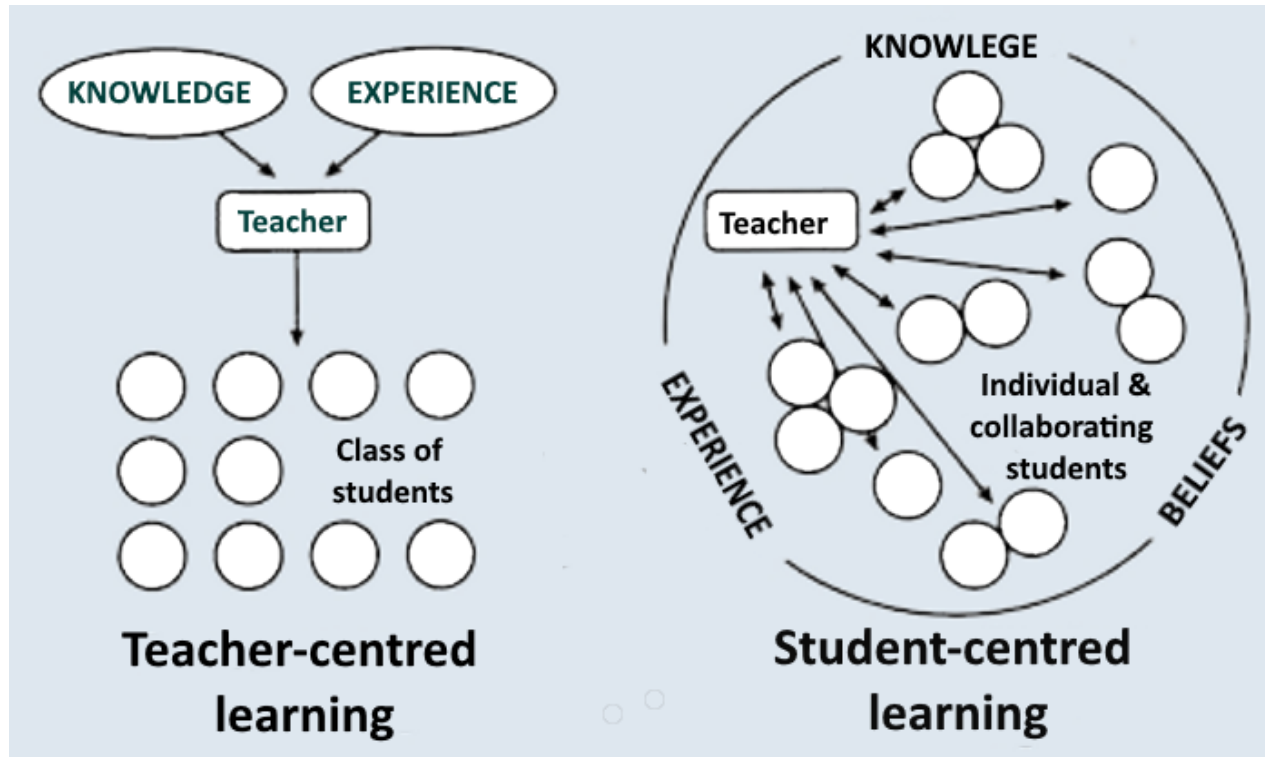 KNOWLEDGE
EXPERIENCE
Teacher
Class of
students
Teacher-centred
learning
KNOWLEGE
Teacher
Individual &
collaborating
students
EXPERIENCE
BELIEFS
Student-centred
learning